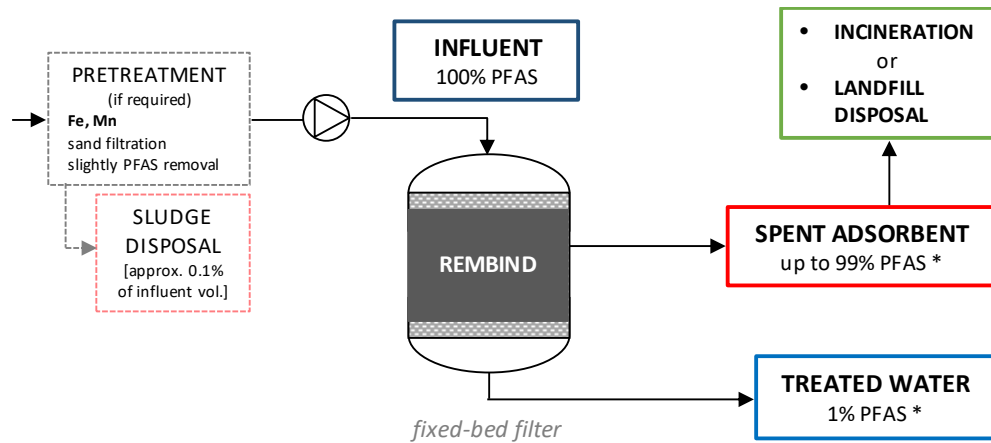 PRETREATMENT
(if required)
Fe, Mn
sand filtration
slightly PFAS removal
SLUDGE
DISPOSAL
[approx. 0.1%
of influent vol.]
INFLUENT
100% PFAS
REMBIND
fixed-bed filter
• INCINERATION
or
• LANDFILL
DISPOSAL
SPENT ADSORBENT
up to 99% PFAS *
TREATED WATER
1% PFAS *